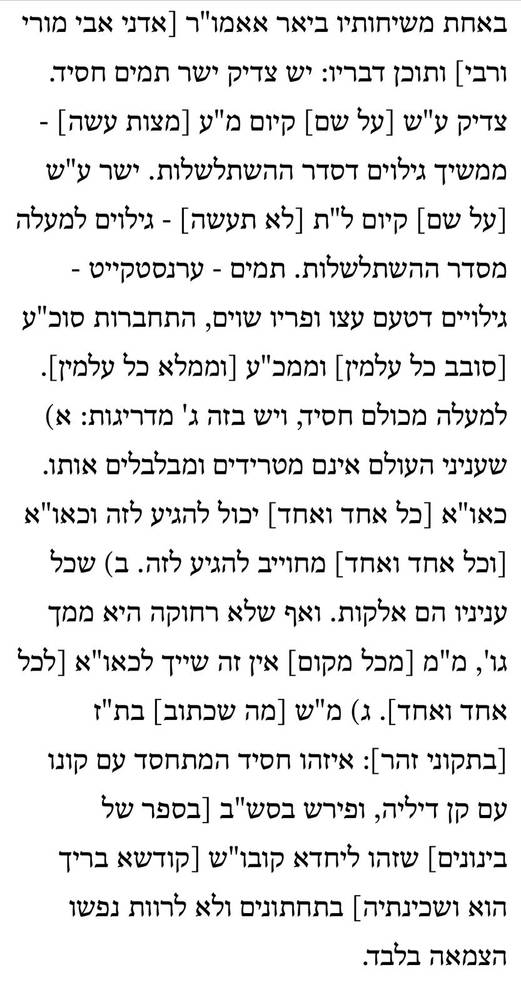 באחת משיחותיו ביאר אאמו"ר [אדני אבי מורי
ורבי] ותוכן דבריו: יש צדיק ישר תמים חסיד.
צדיק ע"ש [על שם] קיום מ"ע [מצות עשה] -
ממשיך גילוים דסדר ההשתלשלות. ישר ע"ש
[על שם] קיום ל"ת [לא תעשה] - גילוים למעלה
מסדר ההשתלשלות. תמים - ערנסטקייט -
גילויים דטעם עצו ופריו שוים, התחברות סוכ"ע
[סובב כל עלמין] וממכ"ע [וממלא כל עלמין].
למעלה מכולם חסיד, ויש בזה ג' מדריגות: א)
שעניני העולם אינם מטרידים ומבלבלים אותו.
כאו"א [כל אחד ואחד] יכול להגיע לזה וכאו"א
[וכל אחד ואחד] מחוייב להגיע לזה. ב) שכל
עניניו הם אלקות. ואף שלא רחוקה היא ממך
גו', מ"מ [מכל מקום] אין זה שייך לכאו"א [לכל
אחד ואחד]. ג) מ"ש [מה שכתוב] בת"ז
[בתקוני זהר]: איזהו חסיד המתחסד עם קונו
עם קן דיליה, ופירש בסש"ב [בספר של
בינונים] שזהו ליחדא קובו"ש [קודשא בריך
הוא ושכינתיה] בתחתונים ולא לרוות נפשו
הצמאה בלבד.